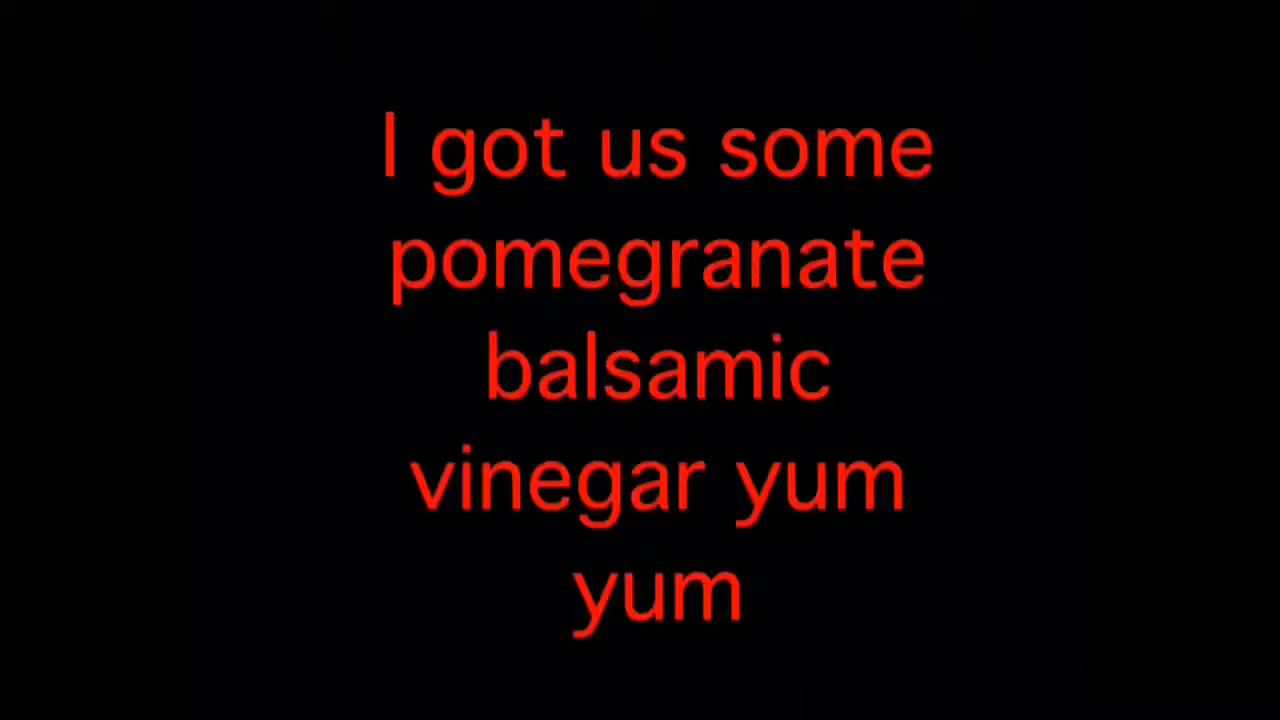 I got us some
pomegranate
balsamic
vinegar yum
yum